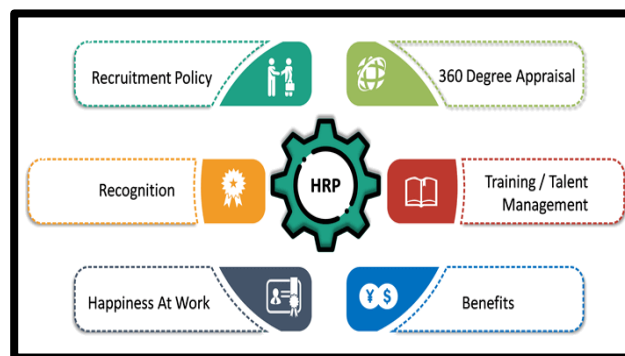 Recruitment Policy
360 Degree Appraisal
Recognition
HRP
Training / Talent
Management
Happiness At Work
¥ $
Benefits